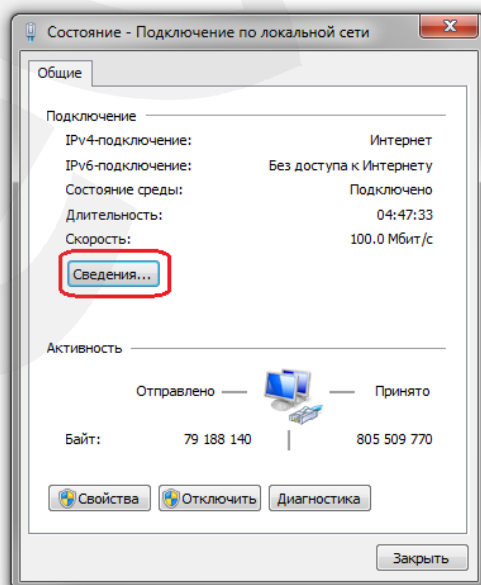 Состояние - Подключение по локальной сети
Общие
Подключение
IPv4-подключение: Интернет
IPv6-подключение: Без доступа к Интернету
Состояние среды: Подключено
Длительность: 04:47:33
Скорость: 100.0 Мбит/с
Сведения...
Активность
Отправлено — — Принято
Байт: 79 188 140 | 805 509 770
Свойства Отключить Диагностика
Закрыть